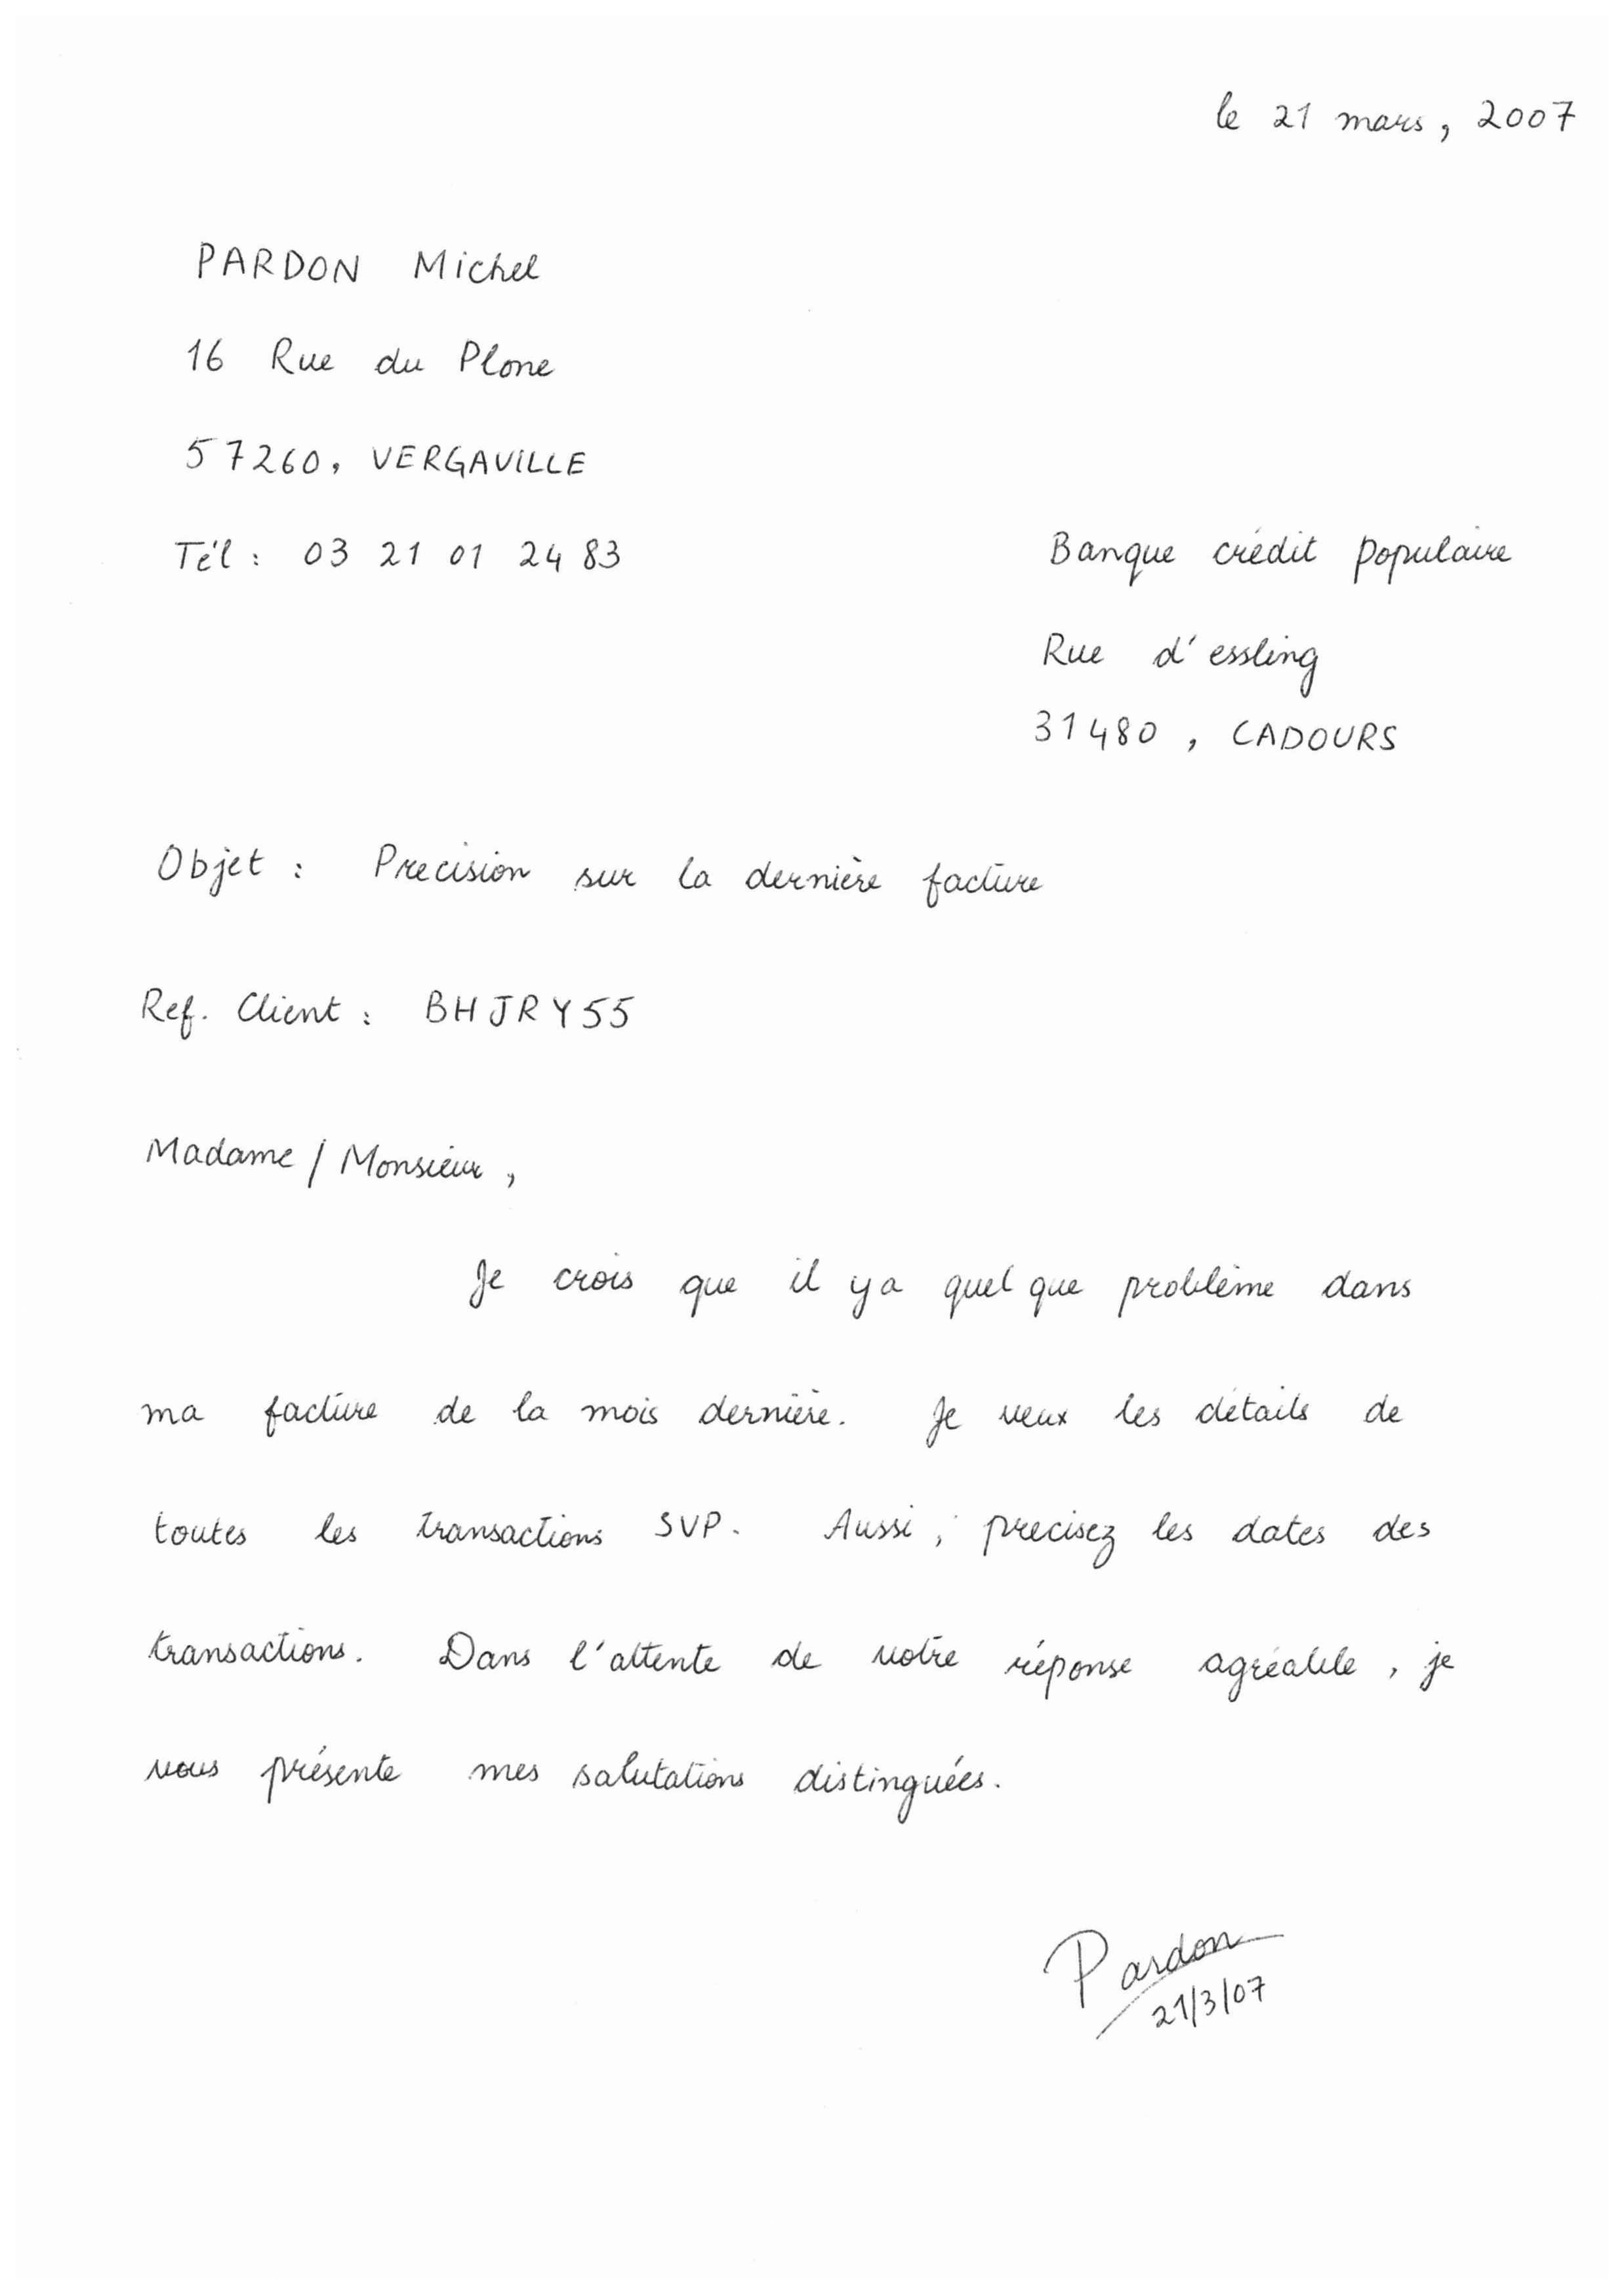 le 21 mars, 2007
PARDON Michel
16 Rue du Plone
57260, VERGAVILLE
Tél : 03 21 01 24 83
Banque crédit populaire
Rue d'essling
31480, CADOURS
Objet : Precision sur la dernière facture
Ref. Client : BHJRY55
Madame / Monsieur,
Je crois que il ya quel que problème dans
ma facture de la mois dernière. Je veux les détails de
toutes les transactions SVP. Aussi, precisez les dates des
transactions. Dans l'attente de votre réponse agréable, je
vous présente mes salutations distinguées.
Pardon
21/3/07